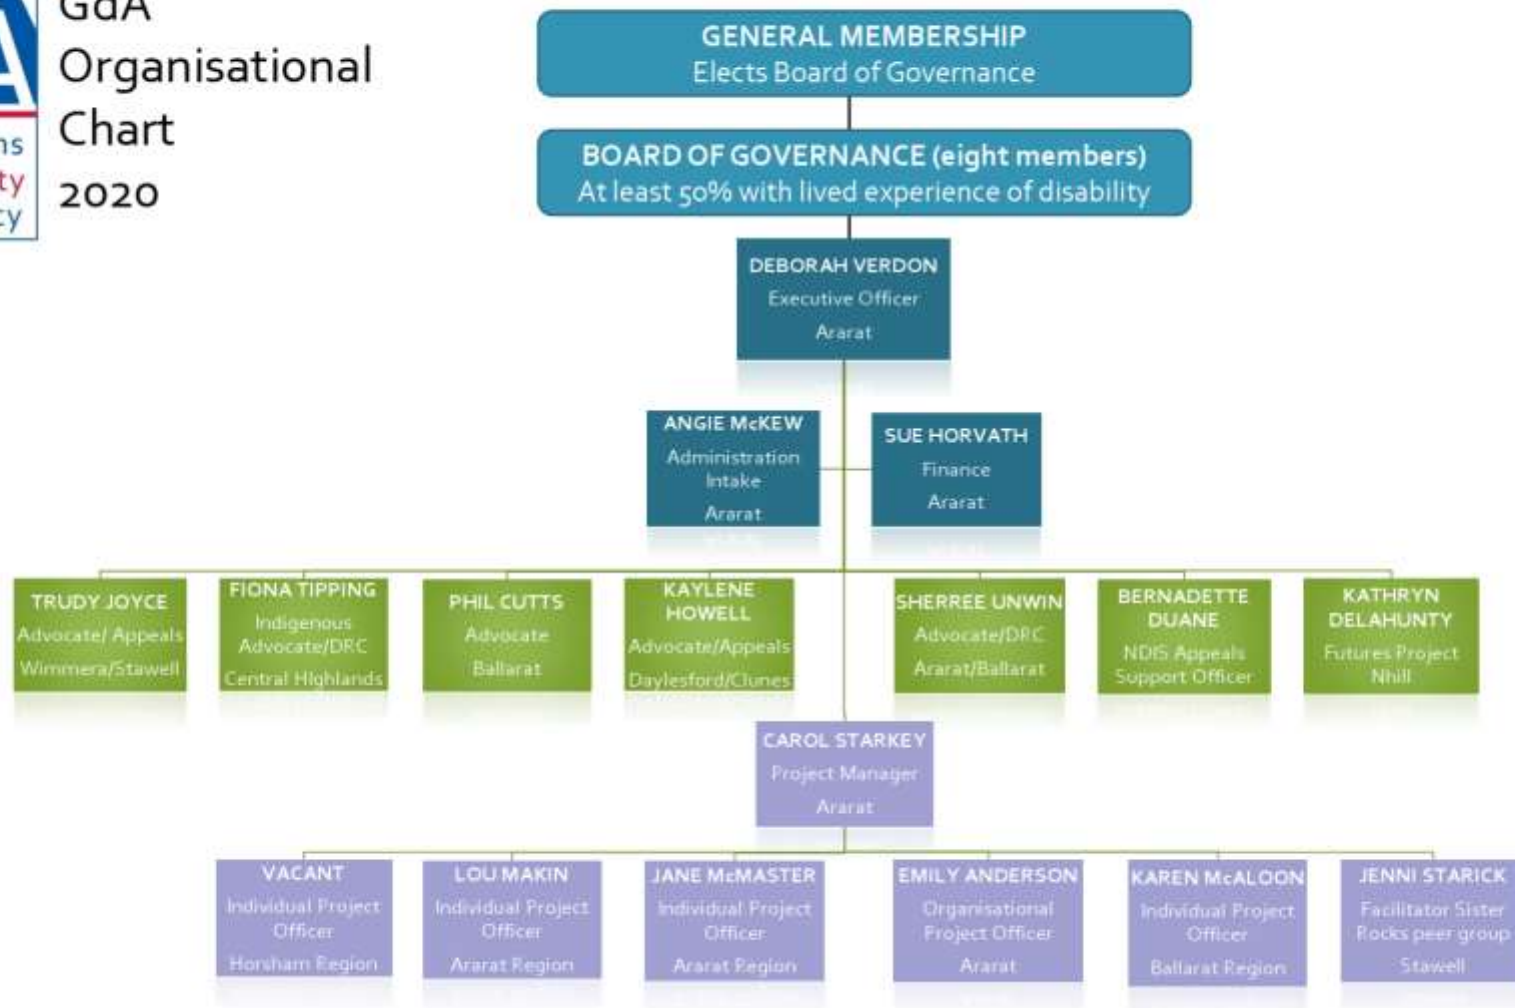 GdA
Organisational
Chart
2020
ns
ty
cy
GENERAL MEMBERSHIP
Elects Board of Governance
BOARD OF GOVERNANCE (eight members)
At least 50% with lived experience of disability
DEBORAH VERDON
Executive Officer
Ararat
ANGIE McKEW
Administration
Intake
Ararat
SUE HORVATH
Finance
Ararat
TRUDY JOYCE
Advocate/ Appeals
Wimmera/Stawell
FIONA TIPPING
Indigenous
Advocate/DRC
Central Highlands
PHIL CUTTS
Advocate
Ballarat
KAYLENE
HOWELL
Advocate/Appeals
Daylesford/Clunes
SHERREE UNWIN
Advocate/DRC
Ararat/Ballarat
BERNADETTE
DUANE
NDIS Appeals
Support Officer
KATHRYN
DELAHUNTY
Futures Project
Nhill
CAROL STARKEY
Project Manager
Ararat
VACANT
Individual Project
Officer
Horsham Region
LOU MAKIN
Individual Project
Officer
Ararat Region
JANE McMASTER
Individual Project
Officer
Ararat Region
EMILY ANDERSON
Organisational
Project Officer
Ararat
KAREN McALOON
Individual Project
Officer
Ballarat Region
JENNI STARICK
Facilitator Sister
Rocks peer group
Stawell